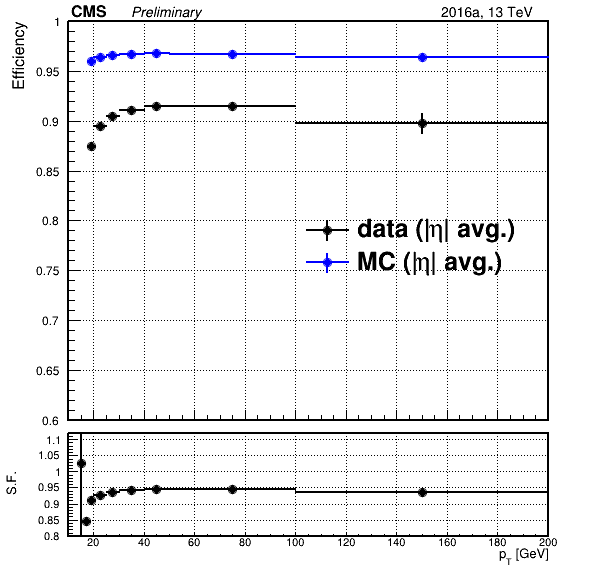 CMS Preliminary 2016a, 13 TeV
Efficiency
1
0.95
0.9
0.85
0.8
0.75
0.7
0.65
0.6
data (|η| avg.)
MC (|η| avg.)
S.F.
1.1
1.05
1
0.95
0.9
0.85
0.8
20 40 60 80 100 120 140 160 180 200
p_T [GeV]